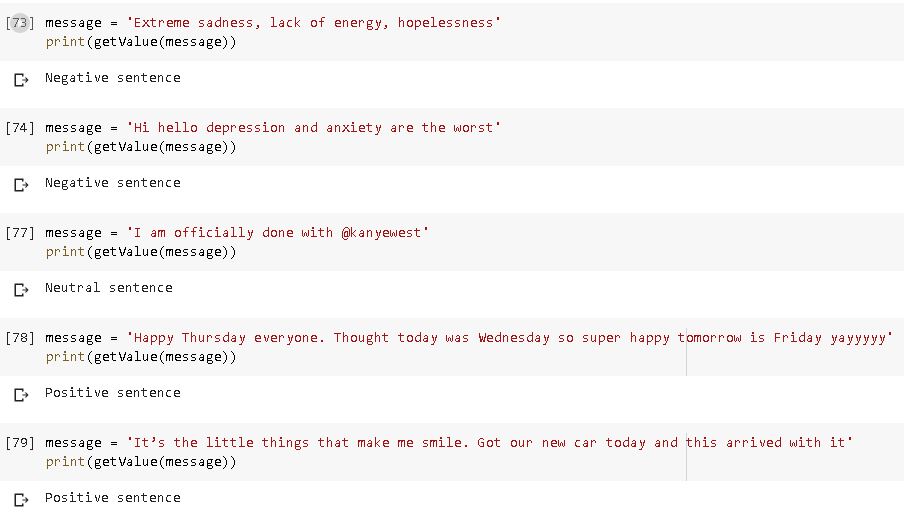 [73] message = 'Extreme sadness, lack of energy, hopelessness'
print(getValue(message))
Negative sentence
[74] message = 'Hi hello depression and anxiety are the worst'
print(getValue(message))
Negative sentence
[77] message = 'I am officially done with @kanyewest'
print(getValue(message))
Neutral sentence
[78] message = 'Happy Thursday everyone. Thought today was Wednesday so super happy tomorrow is Friday yayyyyy'
print(getValue(message))
Positive sentence
[79] message = 'It’s the little things that make me smile. Got our new car today and this arrived with it'
print(getValue(message))
Positive sentence